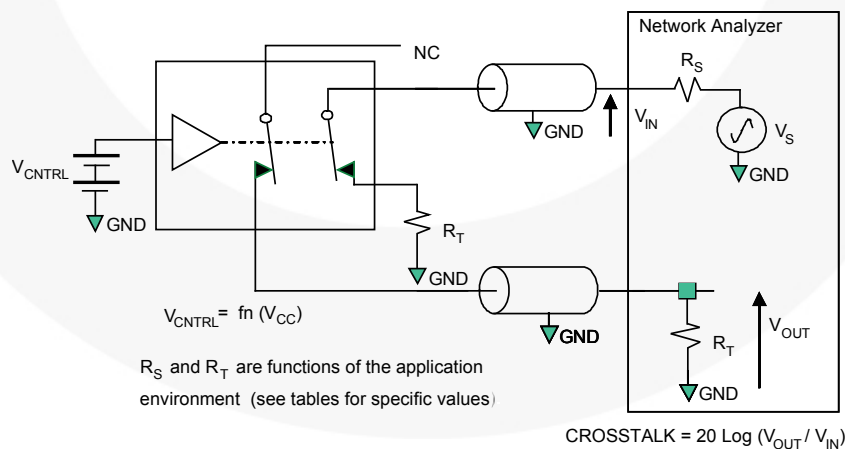 Network Analyzer
NC
R_S
V_IN
V_S
GND
GND
V_CNTRL
GND
R_T
GND
V_CNTRL = fn (V_CC)
GND
R_T
V_OUT
GND
R_S and R_T are functions of the application
environment (see tables for specific values)
CROSSTALK = 20 Log (V_OUT / V_IN)